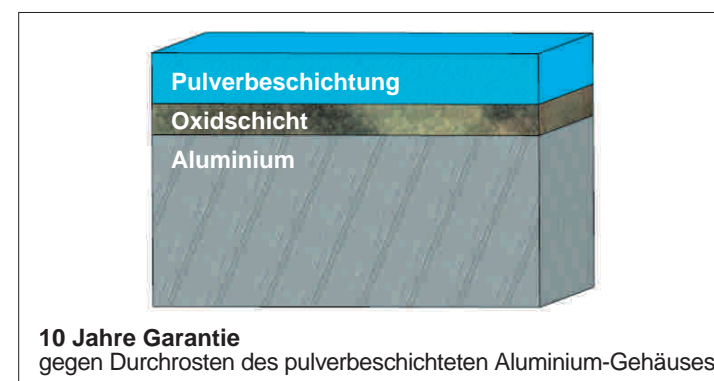 Pulverbeschichtung
Oxidschicht
Aluminium
10 Jahre Garantie
gegen Durchrosten des pulverbeschichteten Aluminium-Gehäuses